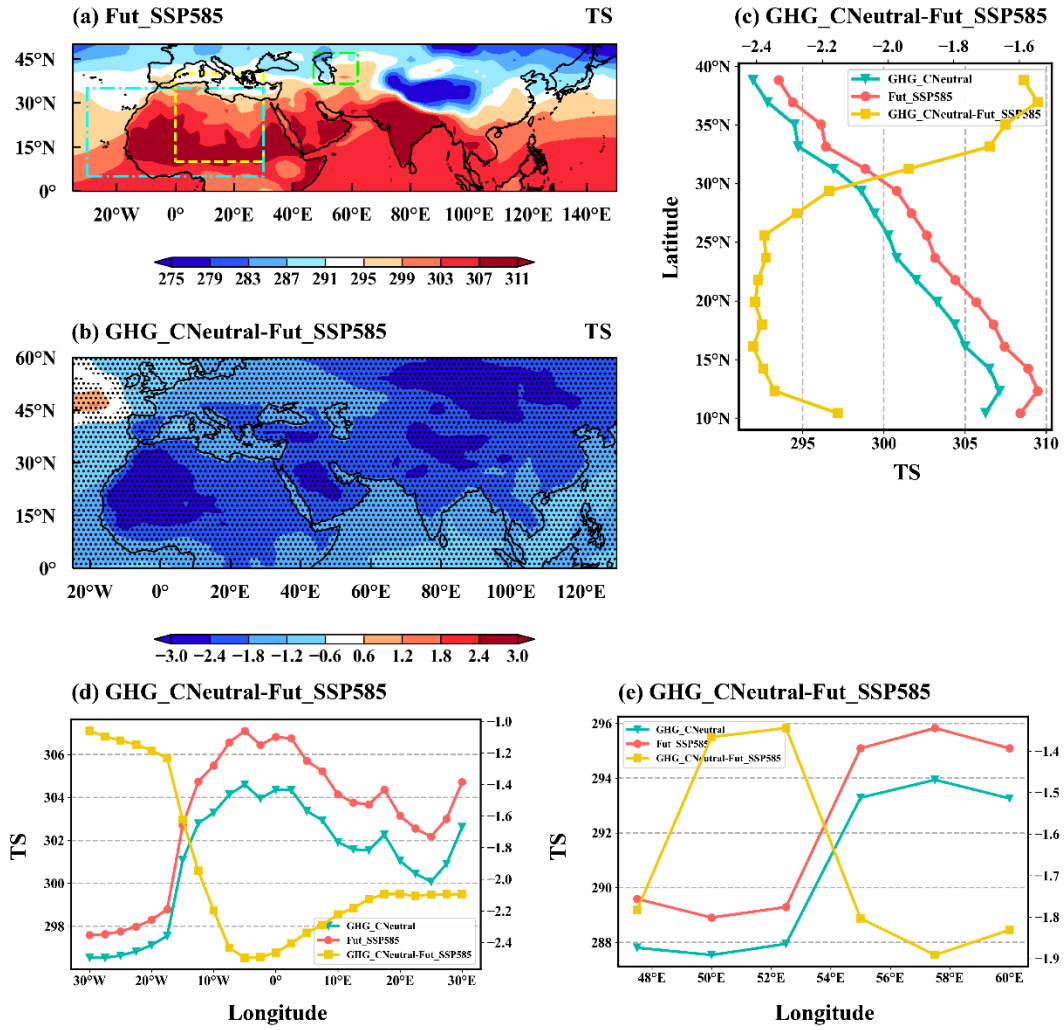 (a) Fut_SSP585 TS
45°N
30°N
15°N
0°
20°W 0° 20°E 40°E 60°E 80°E 100°E 120°E 140°E
275 279 283 287 291 295 299 303 307 311
(b) GHG_CNeutral-Fut_SSP585 TS
60°N
45°N
30°N
15°N
0°
20°W 0° 20°E 40°E 60°E 80°E 100°E 120°E
−3.0 −2.4 −1.8 −1.2 −0.6 0.6 1.2 1.8 2.4 3.0
(c) GHG_CNeutral-Fut_SSP585
−2.4 −2.2 −2.0 −1.8 −1.6
40°N
35°N
30°N
25°N
20°N
15°N
10°N
Latitude
GHG_CNeutral
Fut_SSP585
GHG_CNeutral-Fut_SSP585
295 300 305 310
TS
(d) GHG_CNeutral-Fut_SSP585
306
304
302
300
298
TS
−1.0
−1.2
−1.4
−1.6
−1.8
−2.0
−2.2
−2.4
GHG_CNeutral
Fut_SSP585
GHG_CNeutral-Fut_SSP585
30°W 20°W 10°W 0° 10°E 20°E 30°E
Longitude
(e) GHG_CNeutral-Fut_SSP585
296
294
292
290
288
TS
−1.4
−1.5
−1.6
−1.7
−1.8
−1.9
GHG_CNeutral
Fut_SSP585
GHG_CNeutral-Fut_SSP585
48°E 50°E 52°E 54°E 56°E 58°E 60°E
Longitude